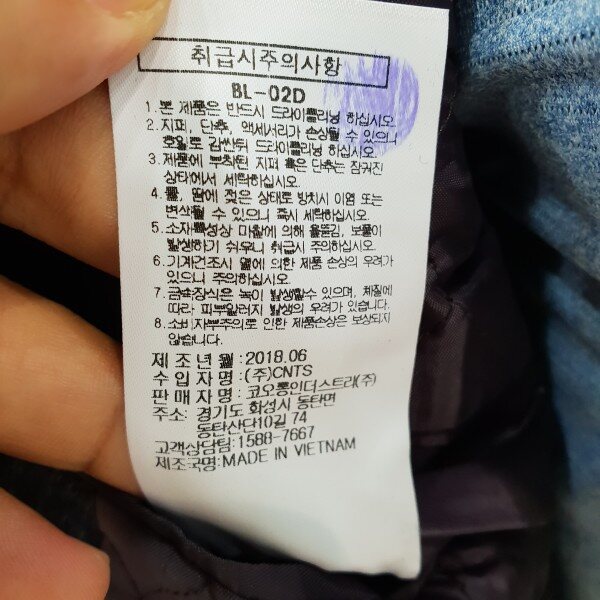 취급시주의사항
BL-02D
1. 본 제품은 반드시 드라이클리닝 하십시오.
2. 지퍼, 단추, 액세서리가 손상될 수 있으니
호일로 감싼뒤 드라이클리닝 하십시오.
3. 제품에 부착된 지퍼 혹은 단추는 잠궈진
상태에서 세탁하십시오.
4. 물, 땀에 젖은 상태로 방치시 이염 또는
변색될 수 있으니 즉시 세탁하십시오.
5. 소재특성상 마찰에 의해 올뜯김, 보풀이
발생하기 쉬우니 취급시 주의하십시오.
6. 기계건조시 열에 의한 제품 손상의 우려가
있으니 주의하십시오.
7. 금속장식은 녹이 발생할수 있으며, 체질에
따라 피부알러지 발생의 우려가 있습니다.
8. 소비자부주의로 인한 제품손상은 보상되지
않습니다.
제조년월:2018.06
수입자명:(주)CNTS
판매자명:코오롱인더스트리(주)
주소: 경기도 화성시 동탄면
동탄산단10길 74
고객상담팀:1588-7667
제조국명:MADE IN VIETNAM